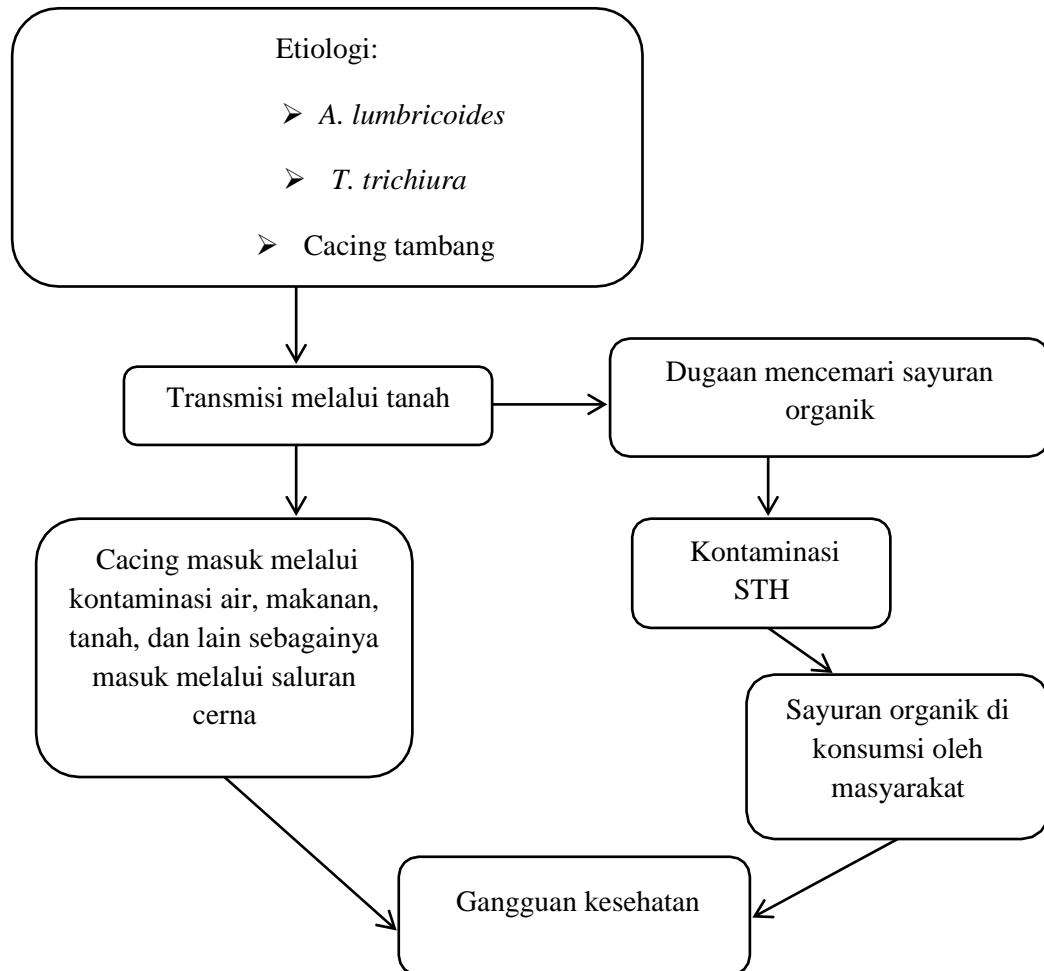 Etiologi:
➢ A. lumbricoides
➢ T. trichiura
➢ Cacing tambang
Transmisi melalui tanah
Dugaan mencemari sayuran
organik
Cacing masuk melalui
kontaminasi air, makanan,
tanah, dan lain sebagainya
masuk melalui saluran
cerna
Kontaminasi
STH
Sayuran organik di
konsumsi oleh
masyarakat
Gangguan kesehatan